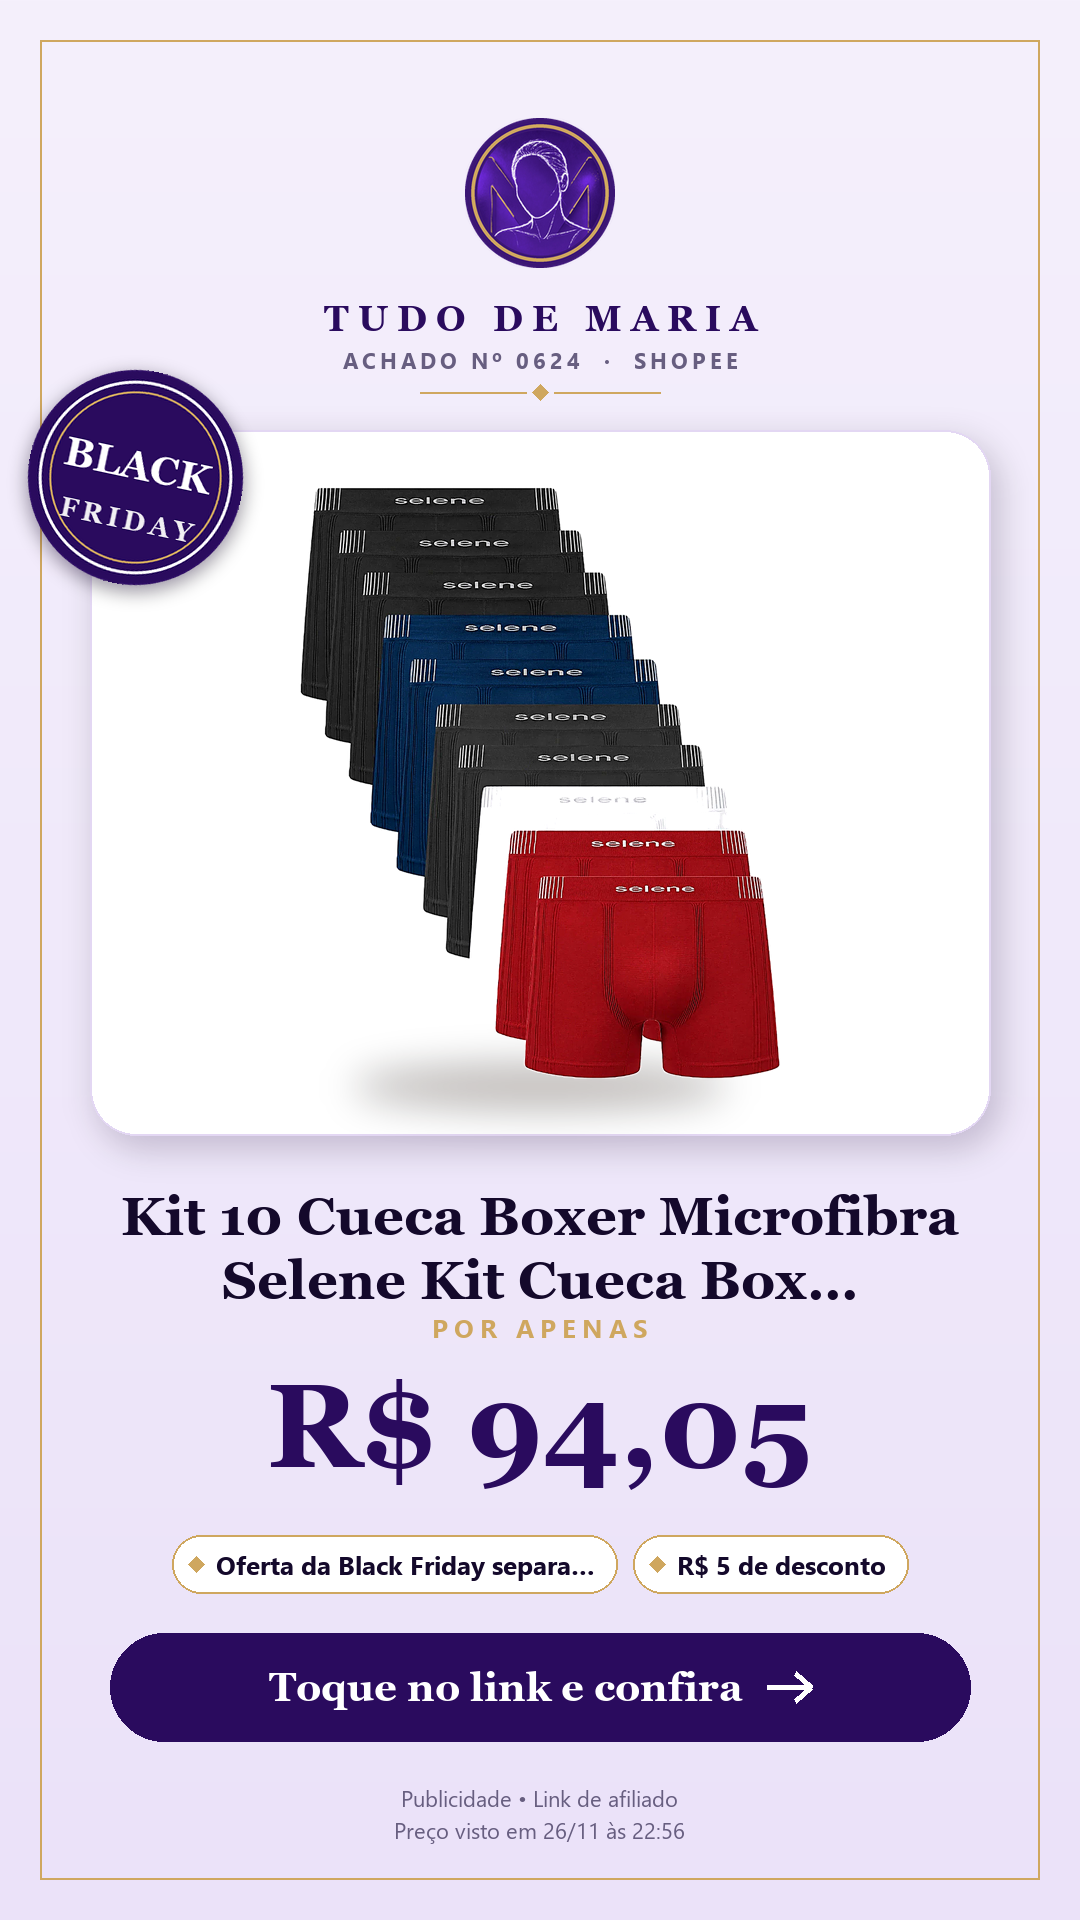 TUDO DE MARIA
ACHADO Nº 0624 · SHOPEE
BLACK
FRIDAY
selene
selene
selene
selene
selene
selene
selene
selene
selene
selene
Kit 10 Cueca Boxer Microfibra
Selene Kit Cueca Box...
POR APENAS
R$ 94,05
Oferta da Black Friday separa...
R$ 5 de desconto
Toque no link e confira →
Publicidade • Link de afiliado
Preço visto em 26/11 às 22:56